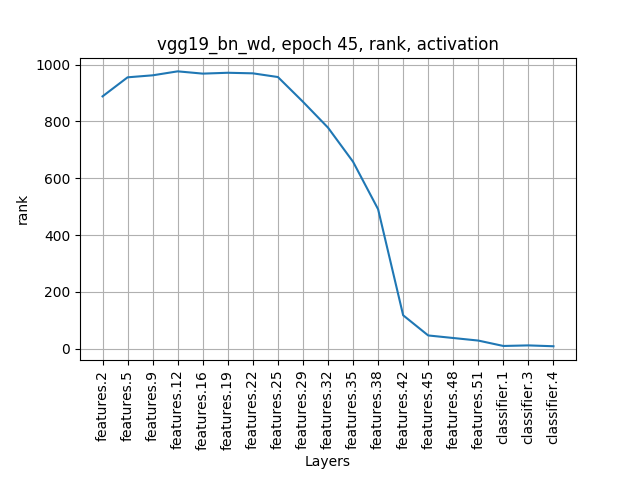 vgg19_bn_wd, epoch 45, rank, activation
1000
800
600
400
200
0
rank
features.2
features.5
features.9
features.12
features.16
features.19
features.22
features.25
features.29
features.32
features.35
features.38
features.42
features.45
features.48
features.51
classifier.1
classifier.3
classifier.4
Layers